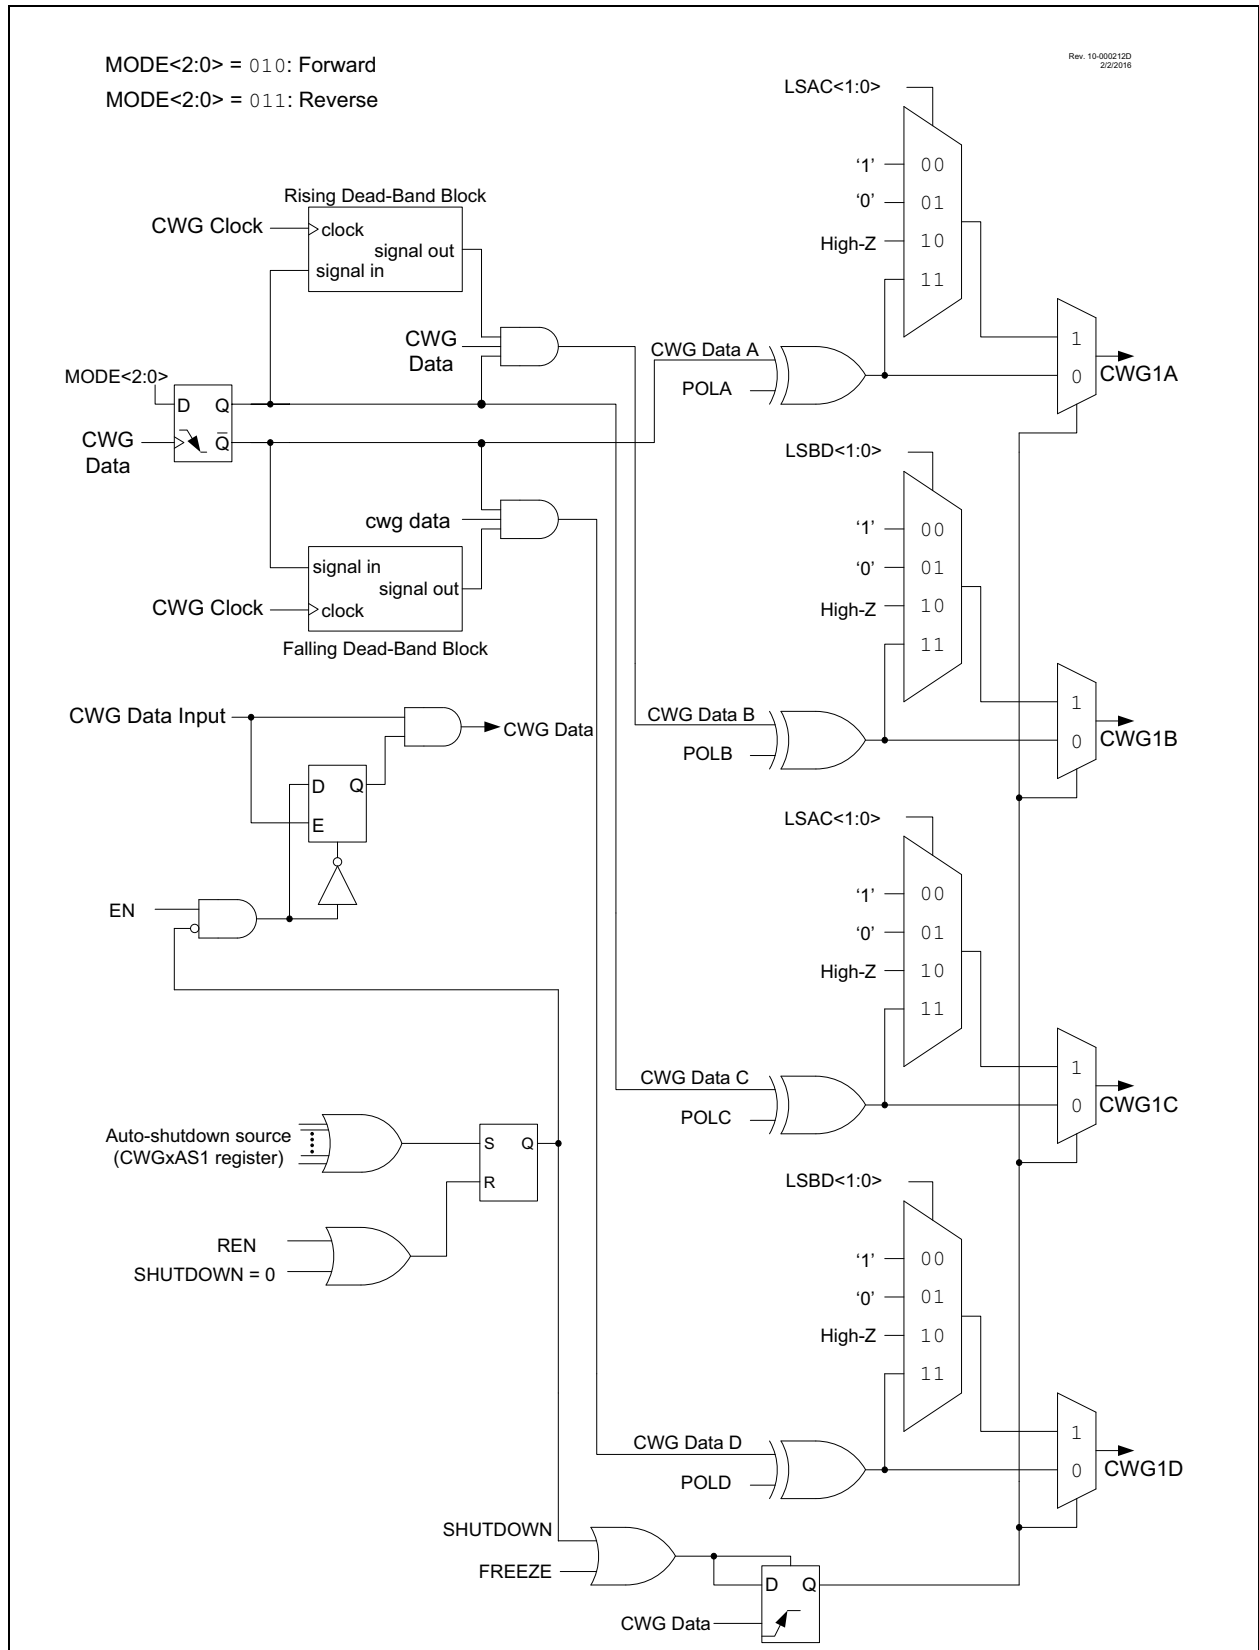 MODE<2:0> = 010: Forward
MODE<2:0> = 011: Reverse
Rev. 10-000212D
2/2/2016
LSAC<1:0>
'1'
00
'0'
01
High-Z
10
11
1
0
CWG1A
Rising Dead-Band Block
CWG Clock
clock
signal out
signal in
CWG
Data
CWG Data A
POLA
MODE<2:0>
D
Q
CWG
Data
Q
cwg data
signal in
signal out
CWG Clock
clock
Falling Dead-Band Block
LSBD<1:0>
'1'
00
'0'
01
High-Z
10
11
1
0
CWG1B
CWG Data B
POLB
CWG Data Input
CWG Data
D
Q
E
EN
LSAC<1:0>
'1'
00
'0'
01
High-Z
10
11
1
0
CWG1C
CWG Data C
POLC
Auto-shutdown source
(CWGxAS1 register)
S
Q
R
REN
SHUTDOWN = 0
LSBD<1:0>
'1'
00
'0'
01
High-Z
10
11
1
0
CWG1D
CWG Data D
POLD
SHUTDOWN
FREEZE
D
Q
CWG Data